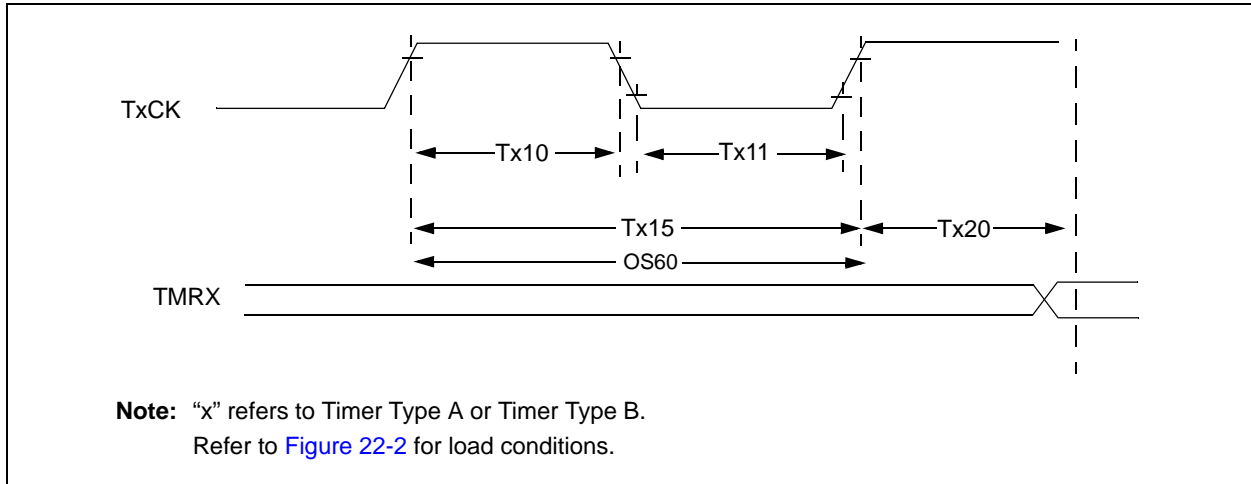 TxCK
Tx10
Tx11
Tx15
Tx20
OS60
TMRX
Note: “x” refers to Timer Type A or Timer Type B.
Refer to Figure 22-2 for load conditions.